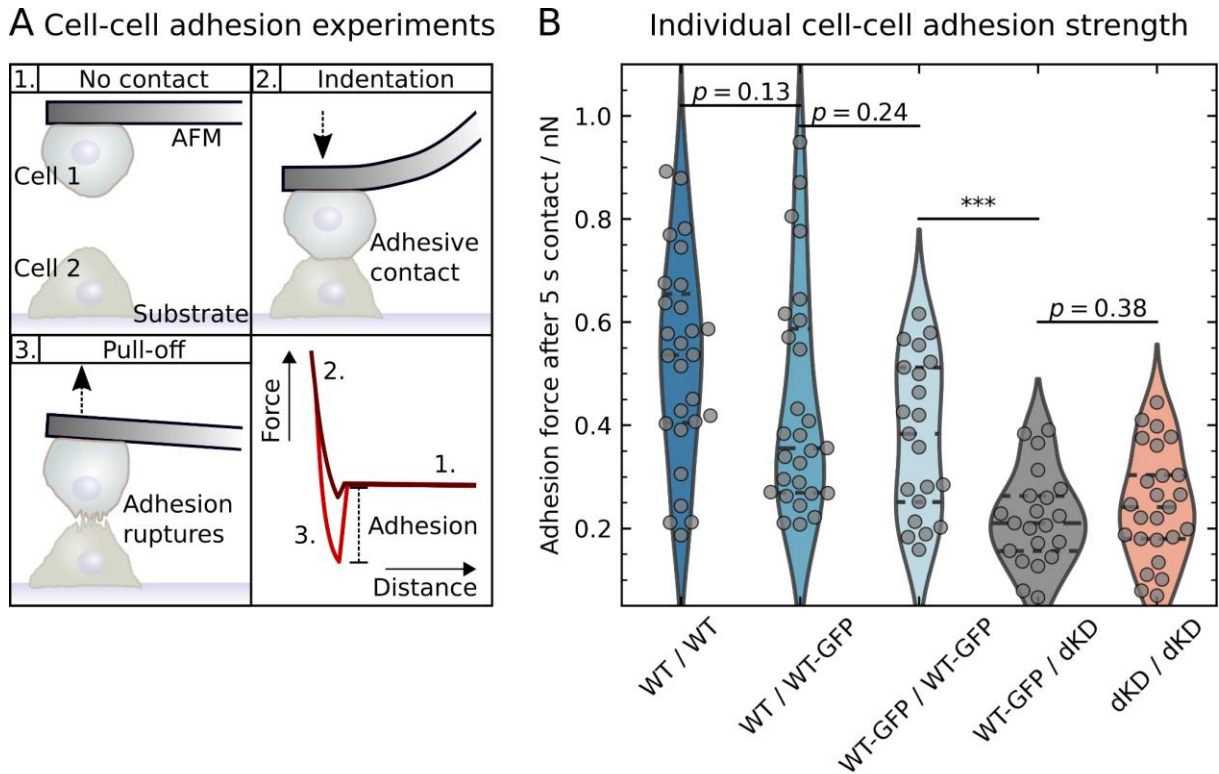 A Cell-cell adhesion experiments
1. No contact
AFM
Cell 1
Cell 2
Substrate
2. Indentation
Adhesive
contact
3. Pull-off
Adhesion
ruptures
Force
2.
1.
3.
Adhesion
Distance
B Individual cell-cell adhesion strength
Adhesion force after 5 s contact / nN
1.0
0.8
0.6
0.4
0.2
p = 0.13
p = 0.24
***
p = 0.38
WT / WT
WT / WT-GFP
WT-GFP / WT-GFP
WT-GFP / dKD
dKD / dKD